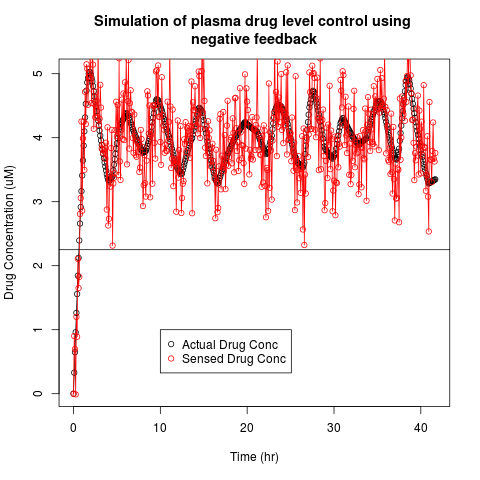 Simulation of plasma drug level control using
negative feedback
Drug Concentration (uM)
5
4
3
2
1
0
Actual Drug Conc
Sensed Drug Conc
0 10 20 30 40
Time (hr)